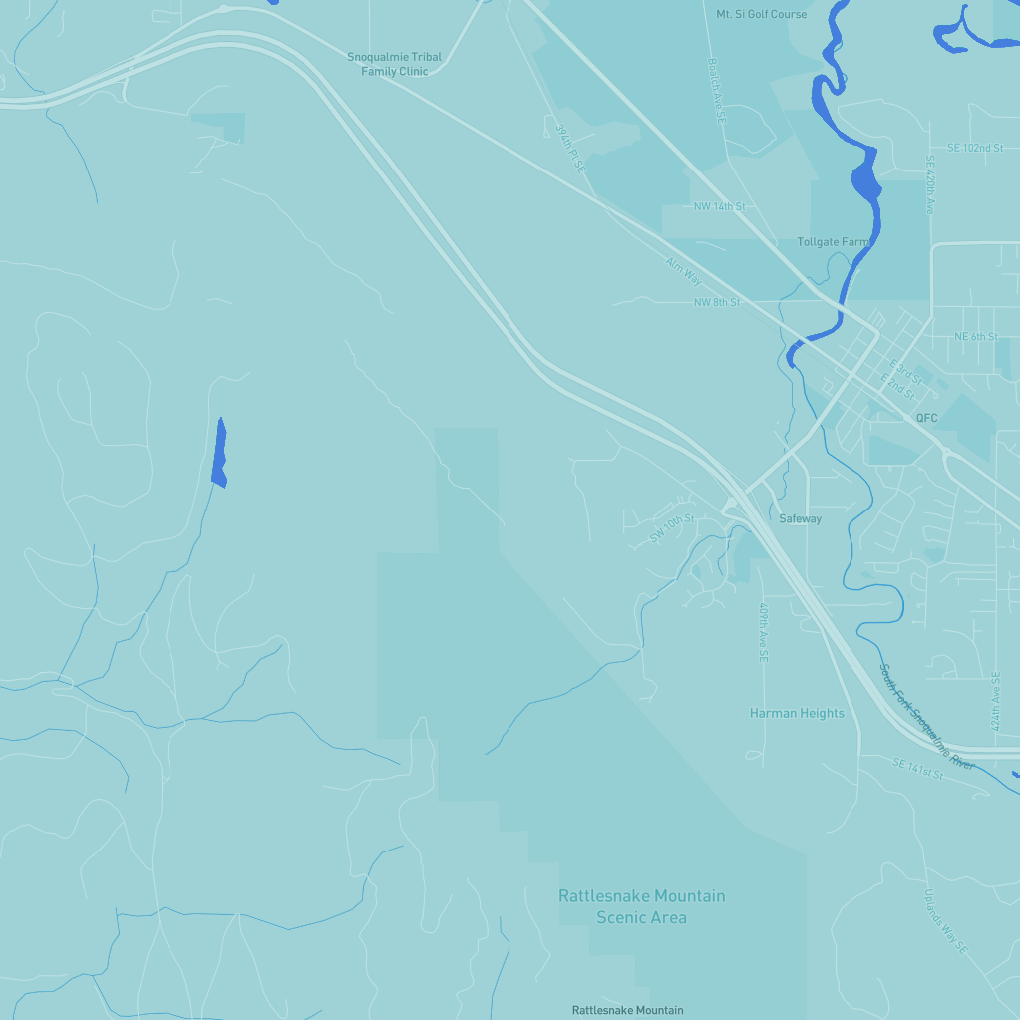 Mt. Si Golf Course
Snoqualmie Tribal
Family Clinic
Boalch Ave SE
394th Pl SE
SE 102nd St
SE 420th Ave
NW 14th St
Tollgate Farm
Alm Way
NW 8th St
NE 6th St
E 3rd St
E 2nd St
QFC
Safeway
SW 10th St
409th Ave SE
South Fork Snoqualmie River
424th Ave SE
Harman Heights
SE 141st St
Rattlesnake Mountain
Scenic Area
Uplands Way SE
Rattlesnake Mountain